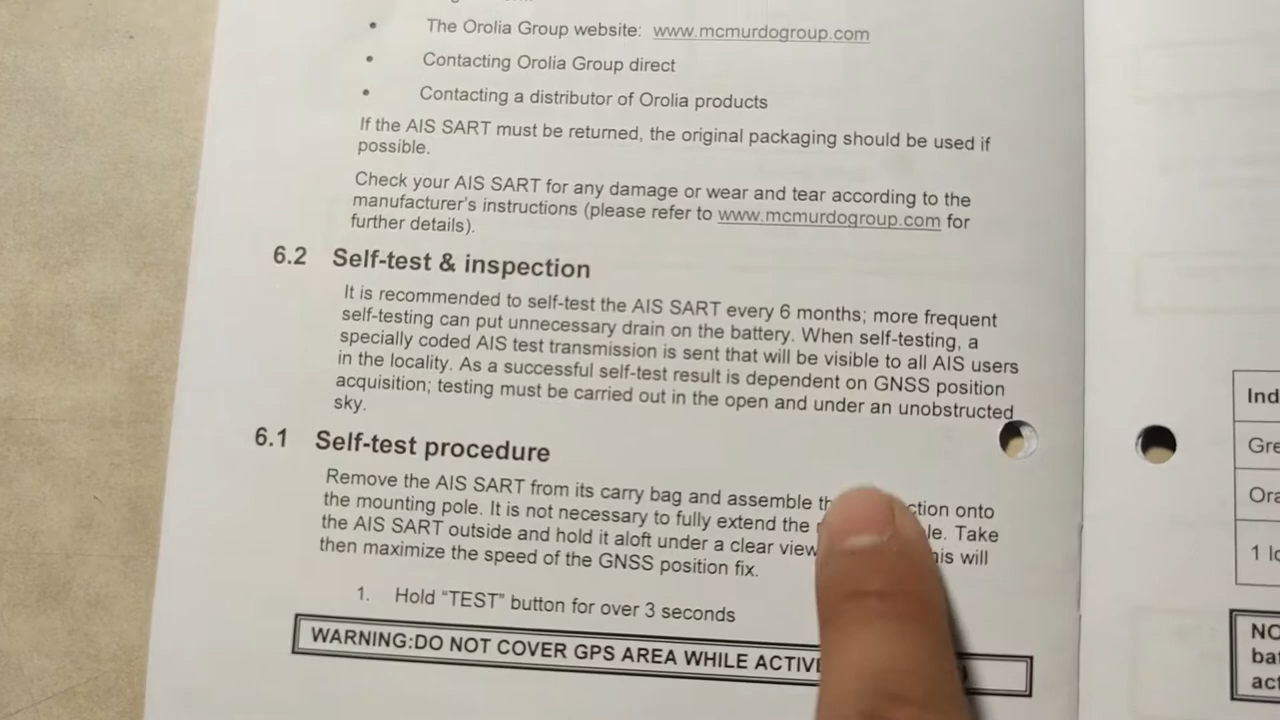 • The Orolia Group website: www.mcmurdogroup.com
• Contacting Orolia Group direct
• Contacting a distributor of Orolia products
If the AIS SART must be returned, the original packaging should be used if
possible.
Check your AIS SART for any damage or wear and tear according to the
manufacturer's instructions (please refer to www.mcmurdogroup.com for
further details).
6.2 Self-test & inspection
It is recommended to self-test the AIS SART every 6 months; more frequent
self-testing can put unnecessary drain on the battery. When self-testing, a
specially coded AIS test transmission is sent that will be visible to all AIS users
in the locality. As a successful self-test result is dependent on GNSS position
acquisition; testing must be carried out in the open and under an unobstructed
sky.
6.1 Self-test procedure
Remove the AIS SART from its carry bag and assemble onto
the mounting pole. It is not necessary to fully extend the Take
the AIS SART outside and hold it aloft under a clear view will
then maximize the speed of the GNSS position fix.
1. Hold “TEST” button for over 3 seconds
WARNING:DO NOT COVER GPS AREA WHILE